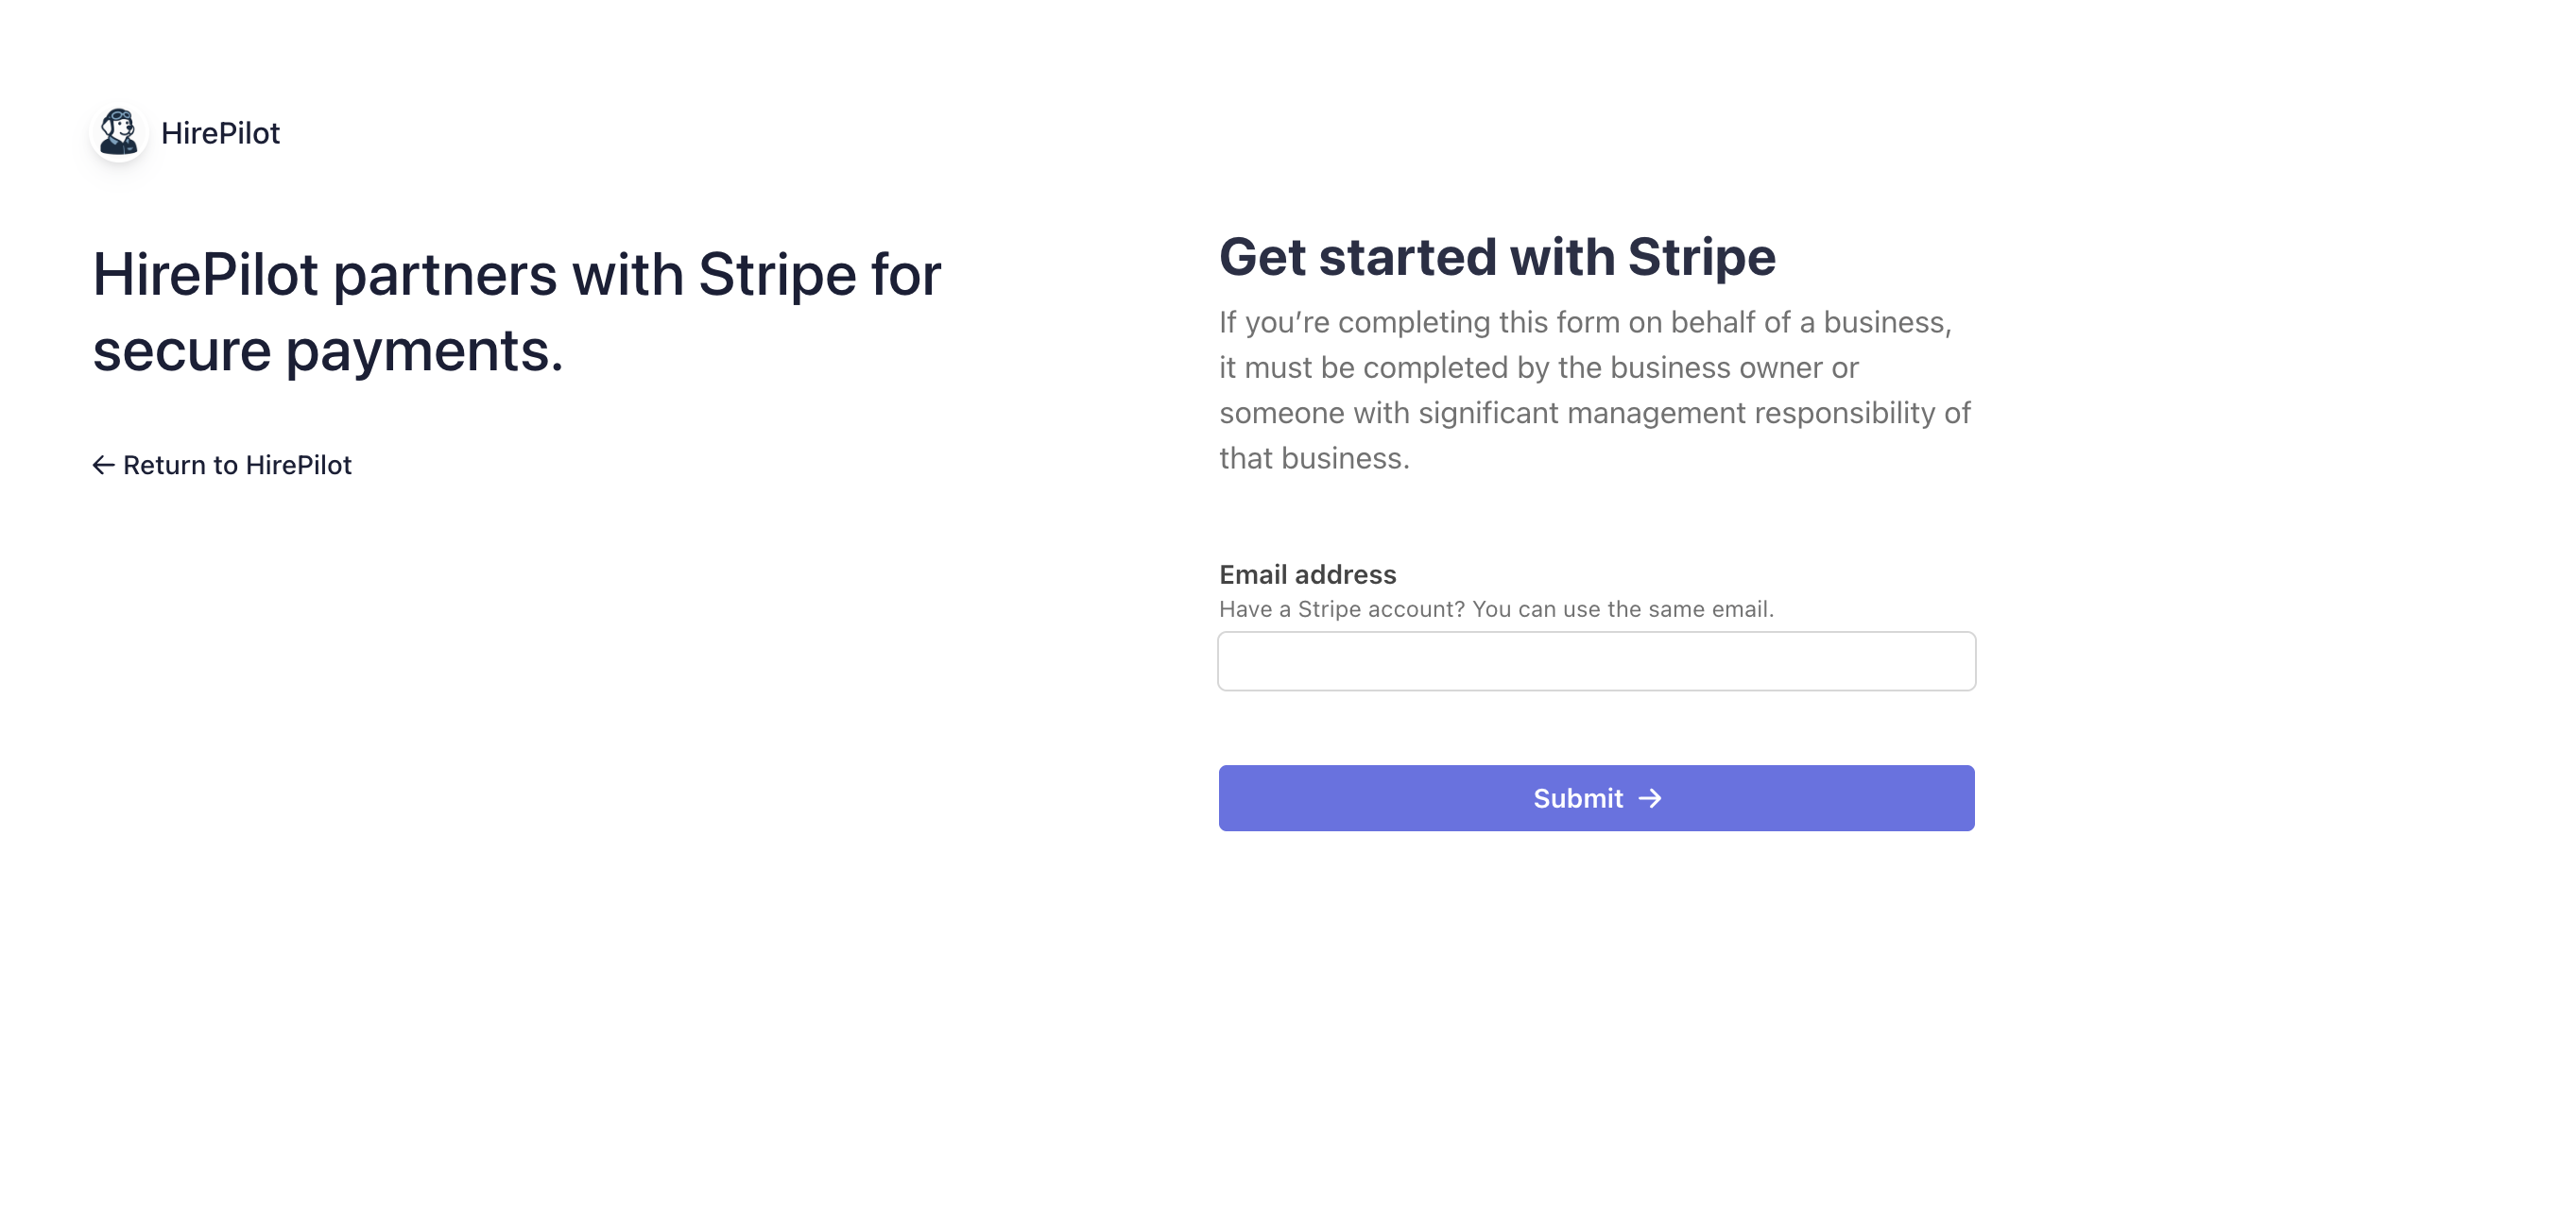 HirePilot
HirePilot partners with Stripe for
secure payments.
← Return to HirePilot
Get started with Stripe
If you’re completing this form on behalf of a business,
it must be completed by the business owner or
someone with significant management responsibility of
that business.
Email address
Have a Stripe account? You can use the same email.
Submit →